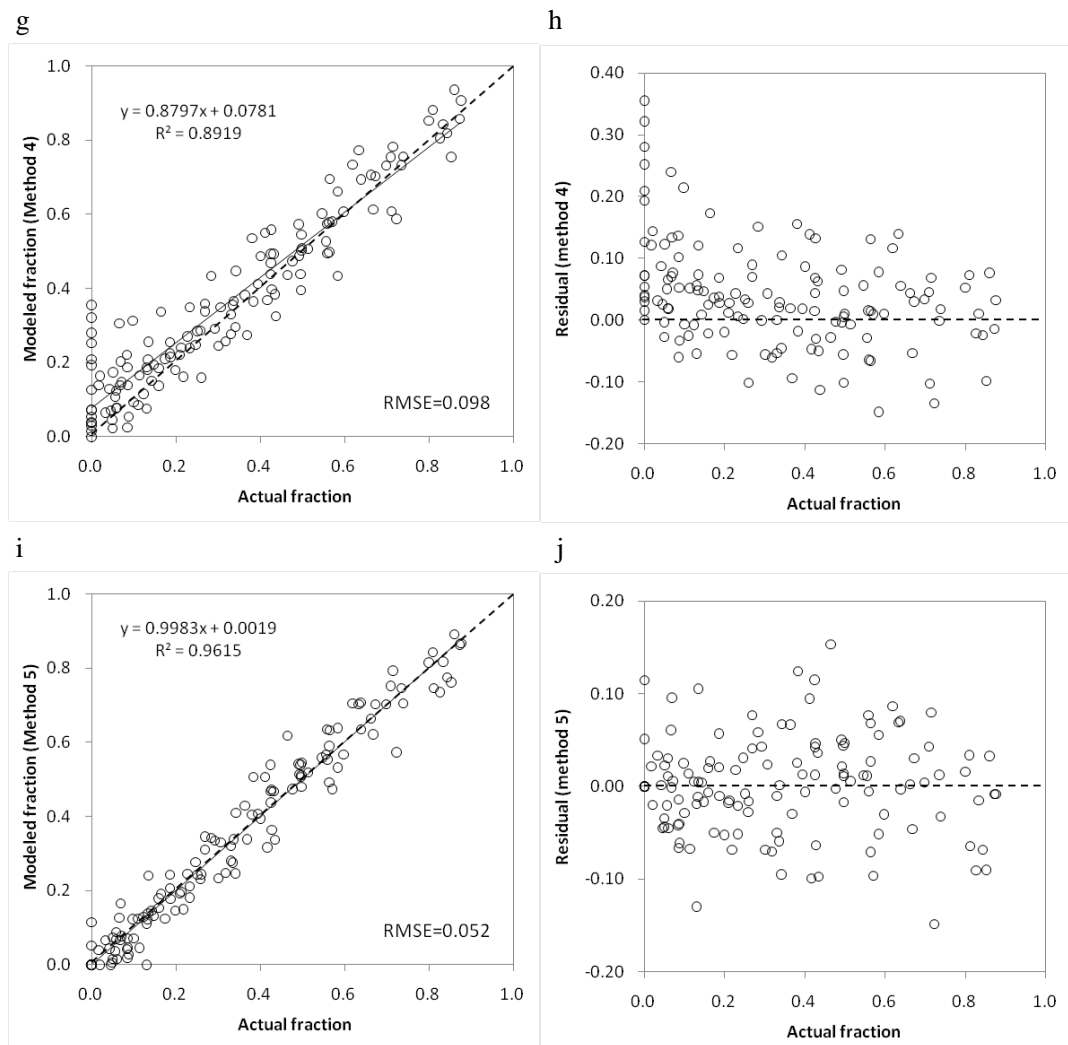 g
h
1.0
0.8
0.6
0.4
0.2
0.0
Modeled fraction (Method 4)
y = 0.8797x + 0.0781
R² = 0.8919
RMSE=0.098
0.0 0.2 0.4 0.6 0.8 1.0
Actual fraction
0.40
0.30
0.20
0.10
0.00
-0.10
-0.20
Residual (method 4)
0.0 0.2 0.4 0.6 0.8 1.0
Actual fraction
i
j
1.0
0.8
0.6
0.4
0.2
0.0
Modeled fraction (Method 5)
y = 0.9983x + 0.0019
R² = 0.9615
RMSE=0.052
0.0 0.2 0.4 0.6 0.8 1.0
Actual fraction
0.20
0.10
0.00
-0.10
-0.20
Residual (method 5)
0.0 0.2 0.4 0.6 0.8 1.0
Actual fraction